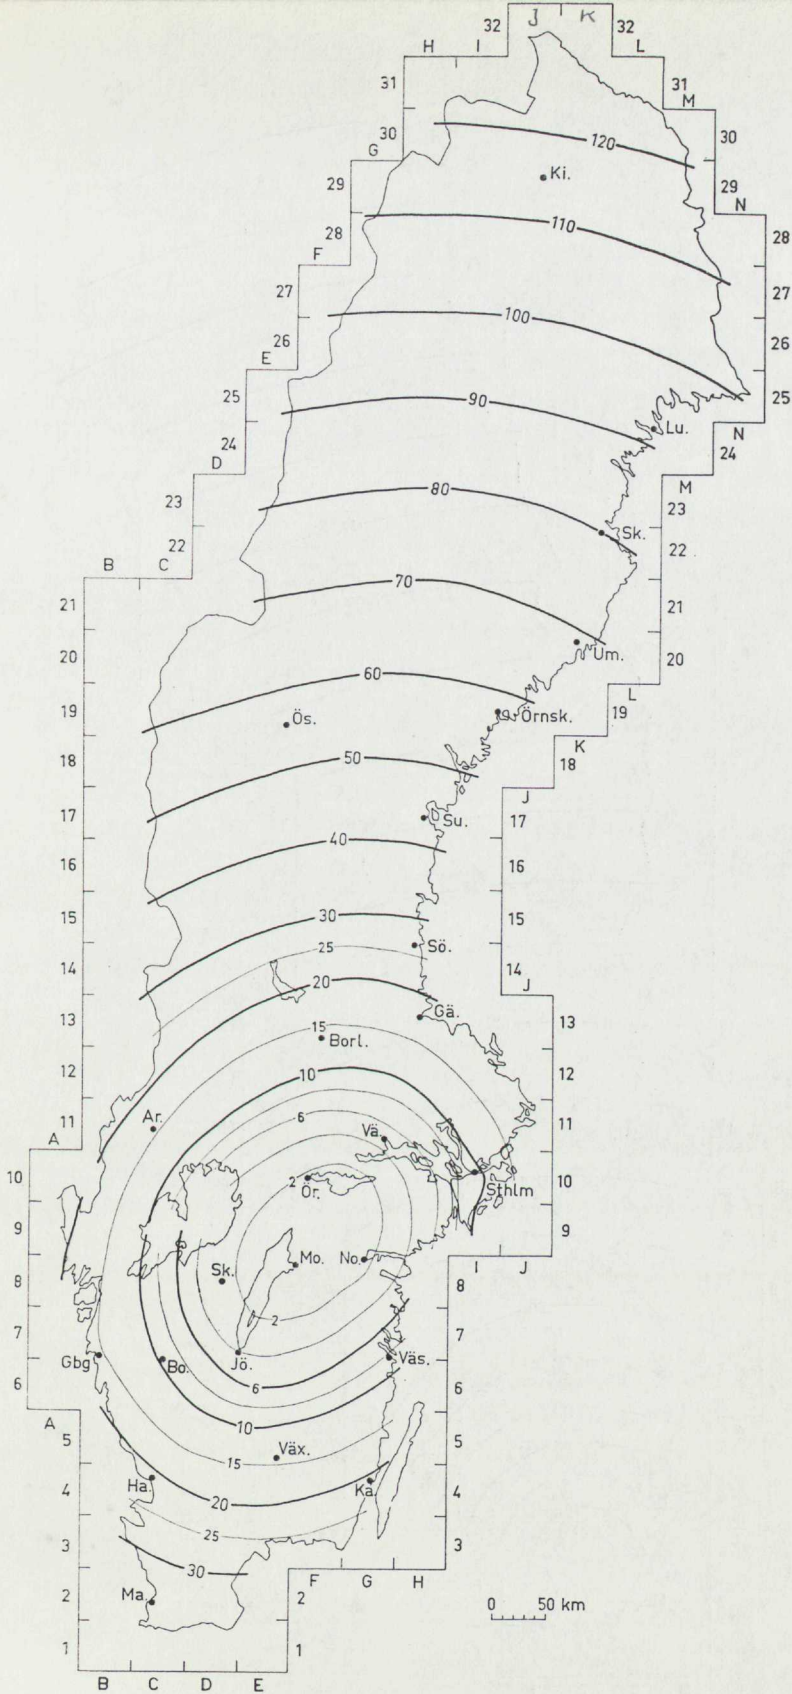 32 J K 32
H I L
31 31
M
30 120 30
G
29 Ki. 29
N
28 110 28
F
27 27
100
26 26
E
25 90 25
Lu.
N
24 24
D M
23 80 23
Sk.
22 22
B C
21 70 21
20 Um. 20
60 L
19 Ös. Örnsk. 19
K
18 50 18
J
17 Su. 17
40
16 16
15 30 15
25 Sö.
14 20 14
J
13 15 Gä. 13
Borl.
12 10 12
11 Ar. 6 Vä. 11
A
10 2 Ör. Sthlm 10
9 9
Sk. Mo. No. I J
8 8
2
7 7
Gbg Bo. Jö. Väs.
6 6 6
A 10
5 Väx. 5
15
4 Ha. 20 Ka. 4
25
3 3
30
F G H
2 Ma. 2
0 50 km
1 1
B C D E